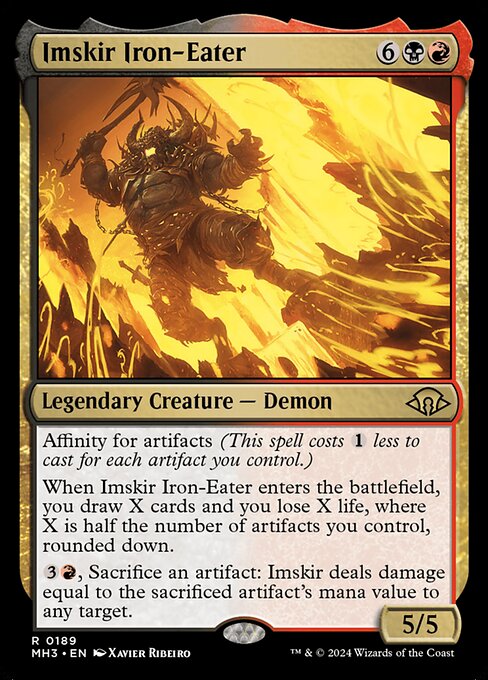 Imskir Iron-Eater 6
Legendary Creature — Demon
Affinity for artifacts (This spell costs 1 less to
cast for each artifact you control.)
When Imskir Iron-Eater enters the battlefield,
you draw X cards and you lose X life, where
X is half the number of artifacts you control,
rounded down.
3, Sacrifice an artifact: Imskir deals damage
equal to the sacrificed artifact's mana value to
any target.
5/5
R 0189
MH3 • EN Xavier Ribeiro ™ & © 2024 Wizards of the Coast